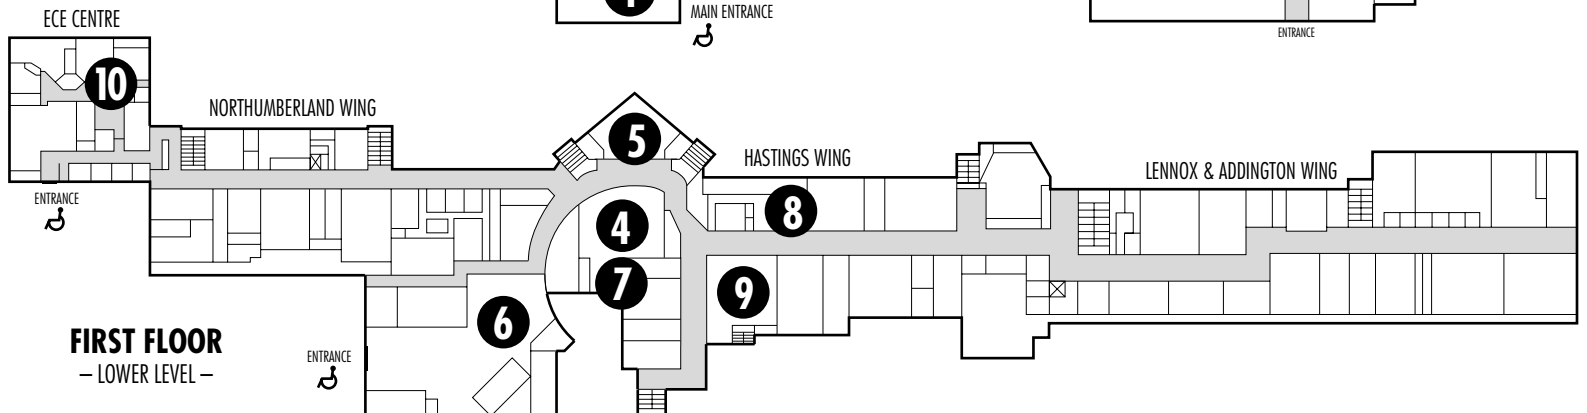 ECE CENTRE
MAIN ENTRANCE
ENTRANCE
10
NORTHUMBERLAND WING
5
HASTINGS WING
LENNOX & ADDINGTON WING
ENTRANCE
8
4
7
9
6
FIRST FLOOR
– LOWER LEVEL –
ENTRANCE